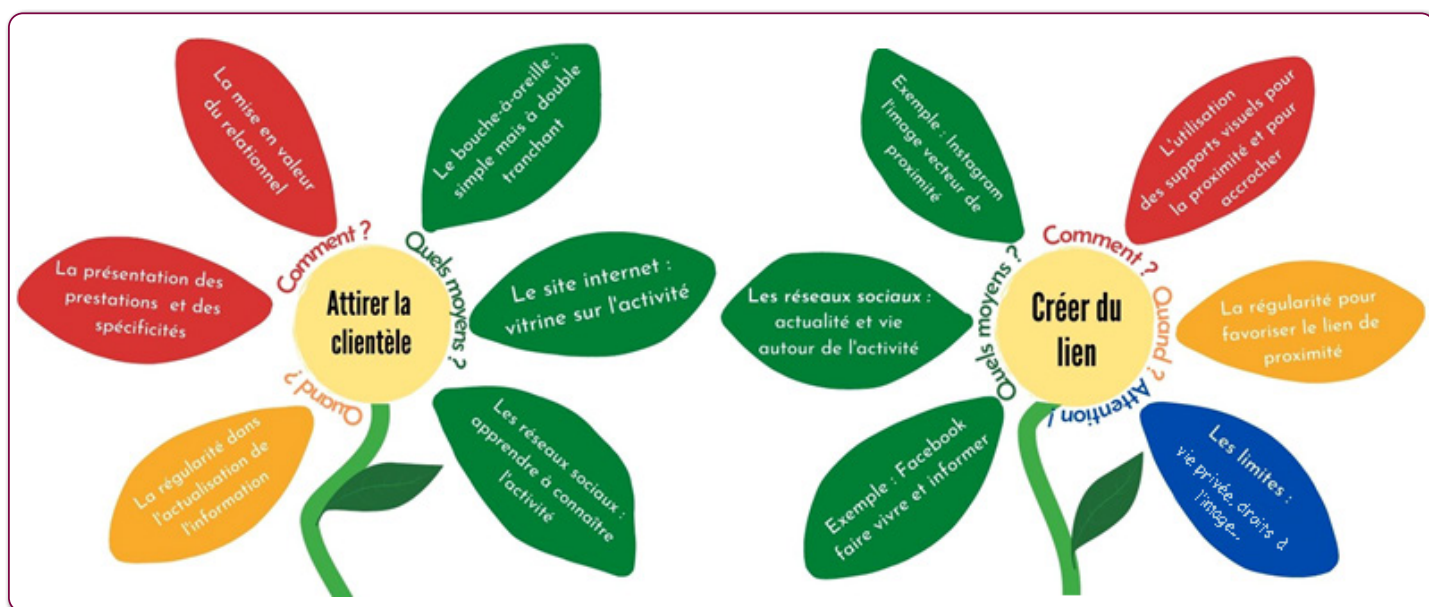 Attirer la
clientèle
Comment ?
La mise en valeur
du relationnel
La présentation des
prestations et des
spécificités
Quels moyens ?
Le bouche-à-oreille :
simple mais à double
tranchant
Le site internet :
vitrine sur l'activité
Les réseaux sociaux :
apprendre à connaître
l'activité
Quand ?
La régularité dans
l'actualisation de
l'information
Créer du
lien
Quels moyens ?
Exemple : Instagram
l'image vecteur de
proximité
Les réseaux sociaux :
actualité et vie
autour de l'activité
Exemple : Facebook
faire vivre et informer
Comment ?
L'utilisation
des supports visuels pour
la proximité et pour
accrocher
Quand ?
La régularité pour
favoriser le lien de
proximité
Attention !
Les limites :
vie privée, droits à
l'image...